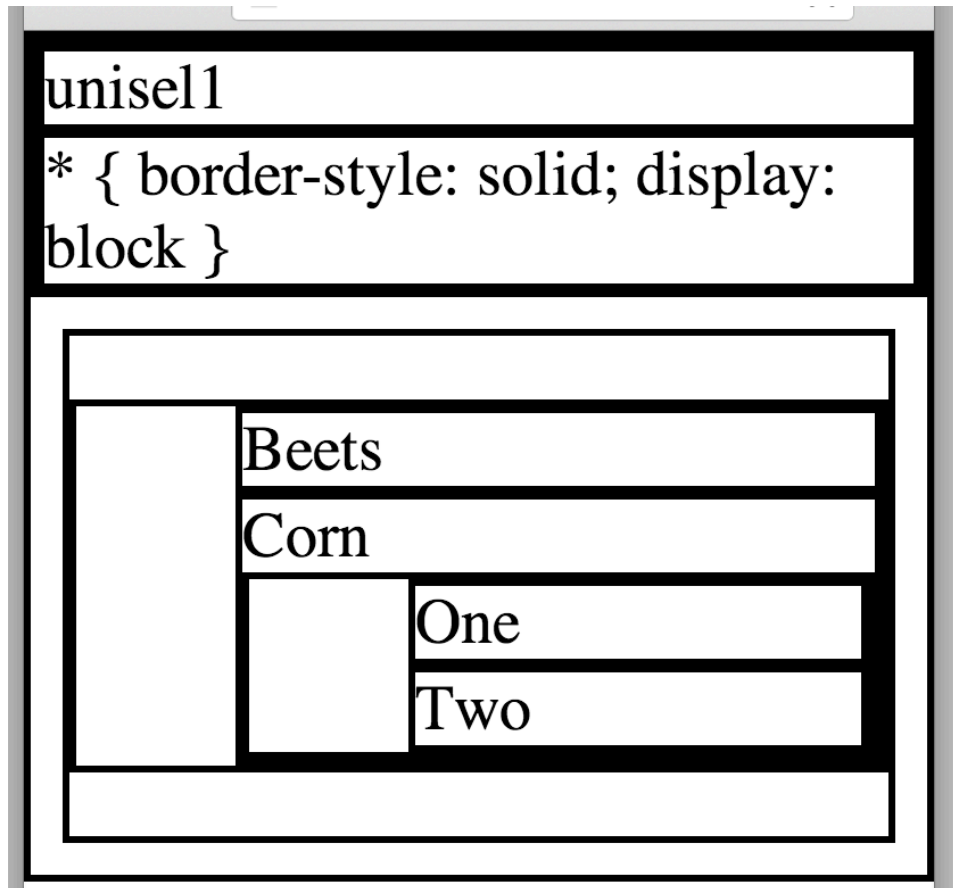 unisel1
* { border-style: solid; display:
block }
Beets
Corn
One
Two